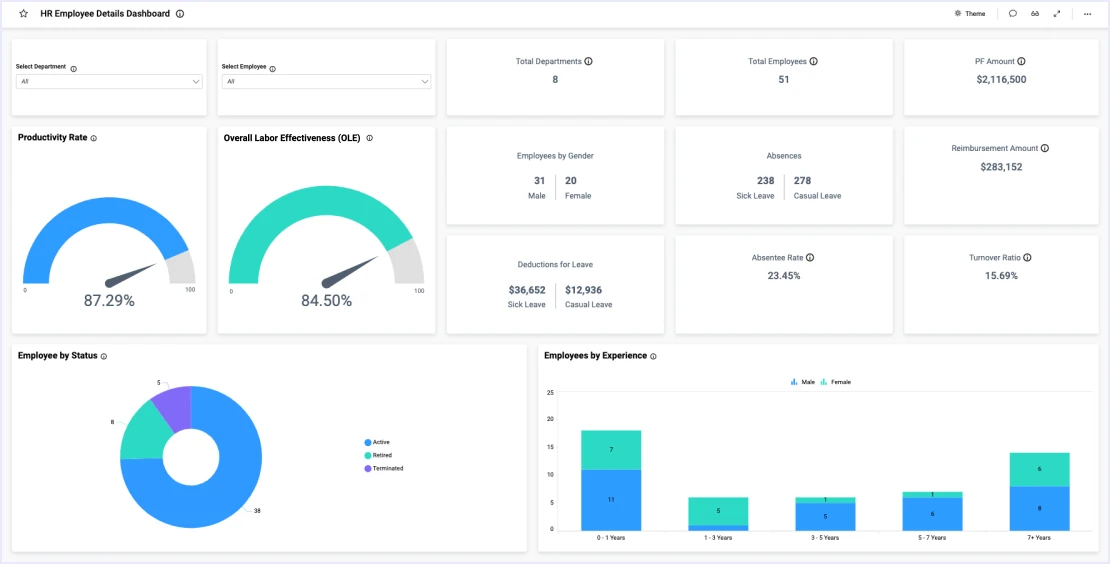 HR Employee Details Dashboard
Theme
Select Department
All
Select Employee
All
Total Departments
8
Total Employees
51
PF Amount
$2,116,500
Productivity Rate
0
100
87.29%
Overall Labor Effectiveness (OLE)
0
100
84.50%
Employees by Gender
31 20
Male Female
Absences
238 278
Sick Leave Casual Leave
Reimbursement Amount
$283,152
Deductions for Leave
$36,652 $12,936
Sick Leave Casual Leave
Absentee Rate
23.45%
Turnover Ratio
15.69%
Employee by Status
5
8
38
Active
Retired
Terminated
Employees by Experience
Male Female
25
20
15
10
5
0
7
11
5
1
5
1
6
6
8
0 - 1 Years 1 - 3 Years 3 - 5 Years 5 - 7 Years 7+ Years